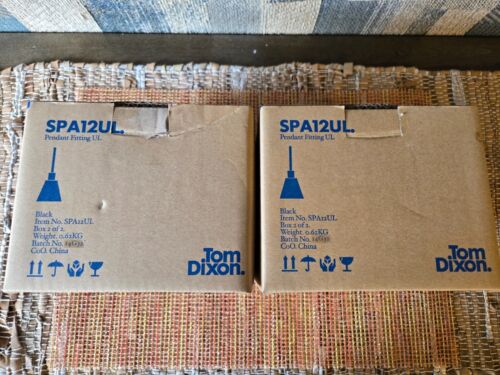 SPA12UL.
Pendant Fitting UL
Black
Item No. SPA12UL
Box 2 of 2.
Weight. 0.62KG
Batch No.
CoO. China
Tom
Dixon.
SPA12UL.
Pendant Fitting UL
Black
Item No. SPA12UL
Box 2 of 2.
Weight. 0.62KG
Batch No.
CoO. China
Tom
Dixon.